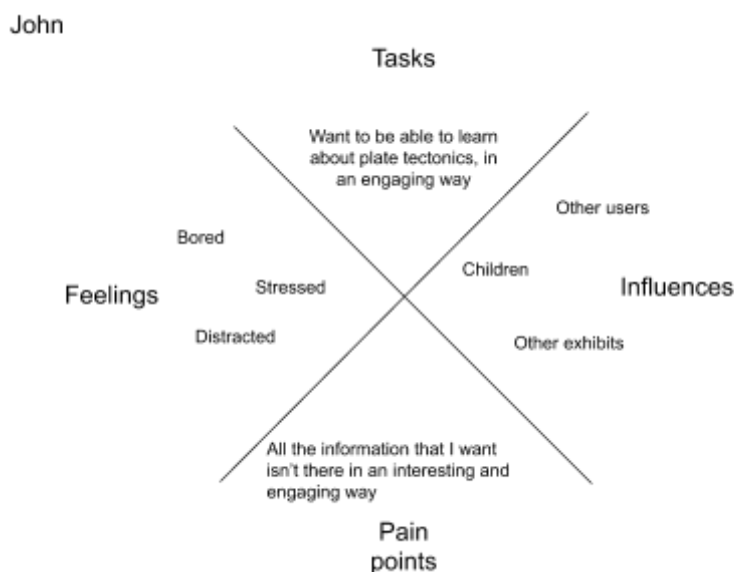 John
Tasks
Want to be able to learn
about plate tectonics, in
an engaging way
Other users
Bored
Children
Stressed
Feelings
Influences
Distracted
Other exhibits
All the information that I want
isn't there in an interesting and
engaging way
Pain
points